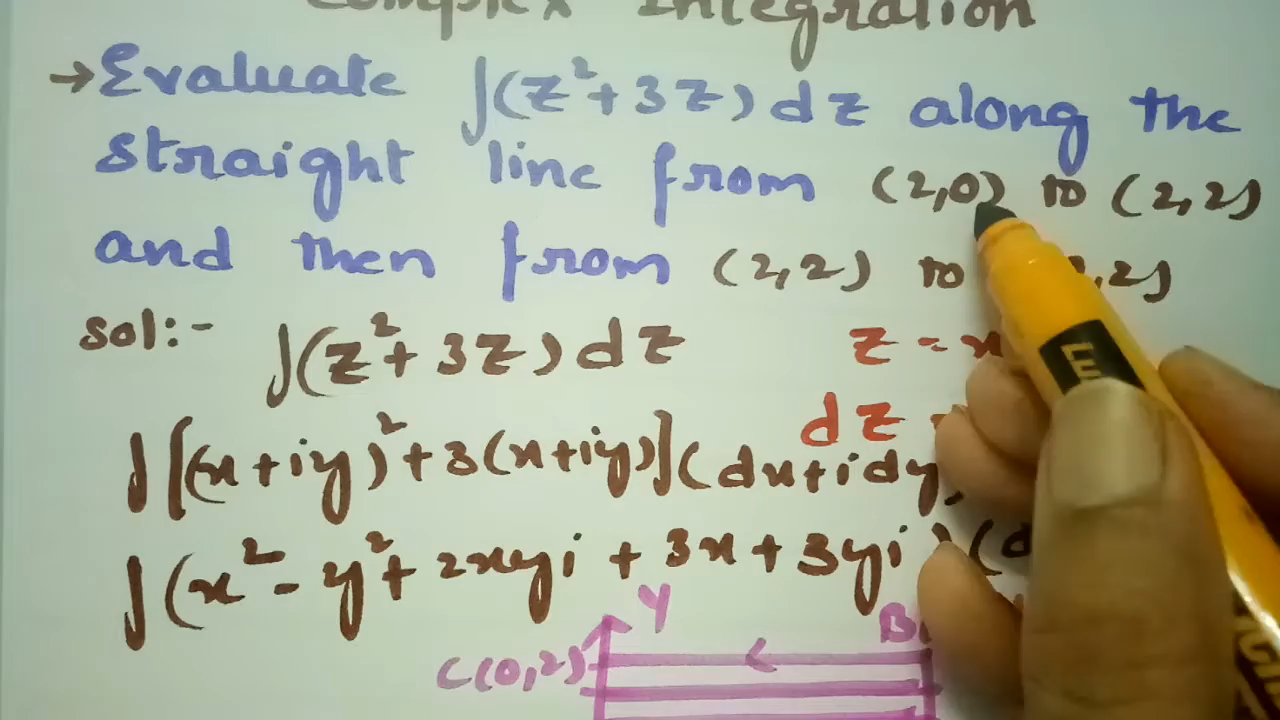 Complex Integration
→Evaluate ∫(z²+3z)dz along the
straight line from (2,0) to (2,2)
and then from (2,2) to ,2)
Sol:- ∫(z²+3z)dz z = x
∫[(x+iy)²+3(x+iy)](dx+idy)
dz
∫(x²-y²+2xyi+3x+3yi)(d
Y
B
C(0,2)